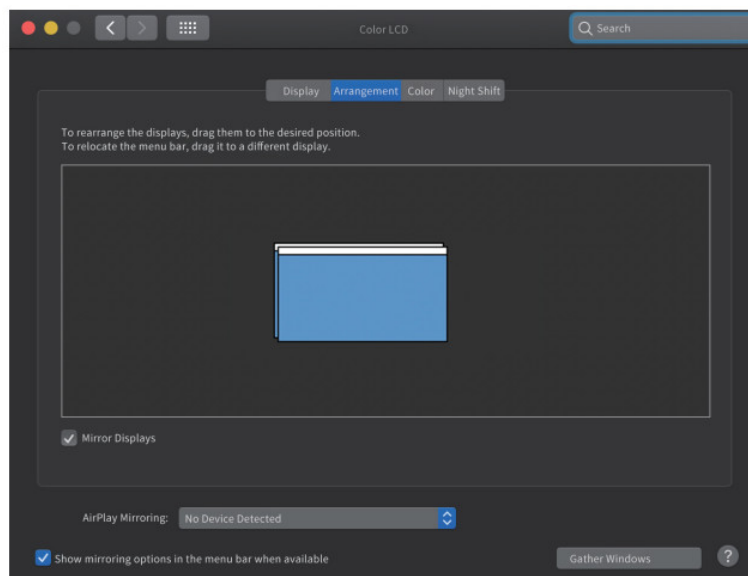 Color LCD
Search
Display Arrangement Color Night Shift
To rearrange the displays, drag them to the desired position.
To relocate the menu bar, drag it to a different display.
Mirror Displays
AirPlay Mirroring: No Device Detected
Show mirroring options in the menu bar when available
Gather Windows ?